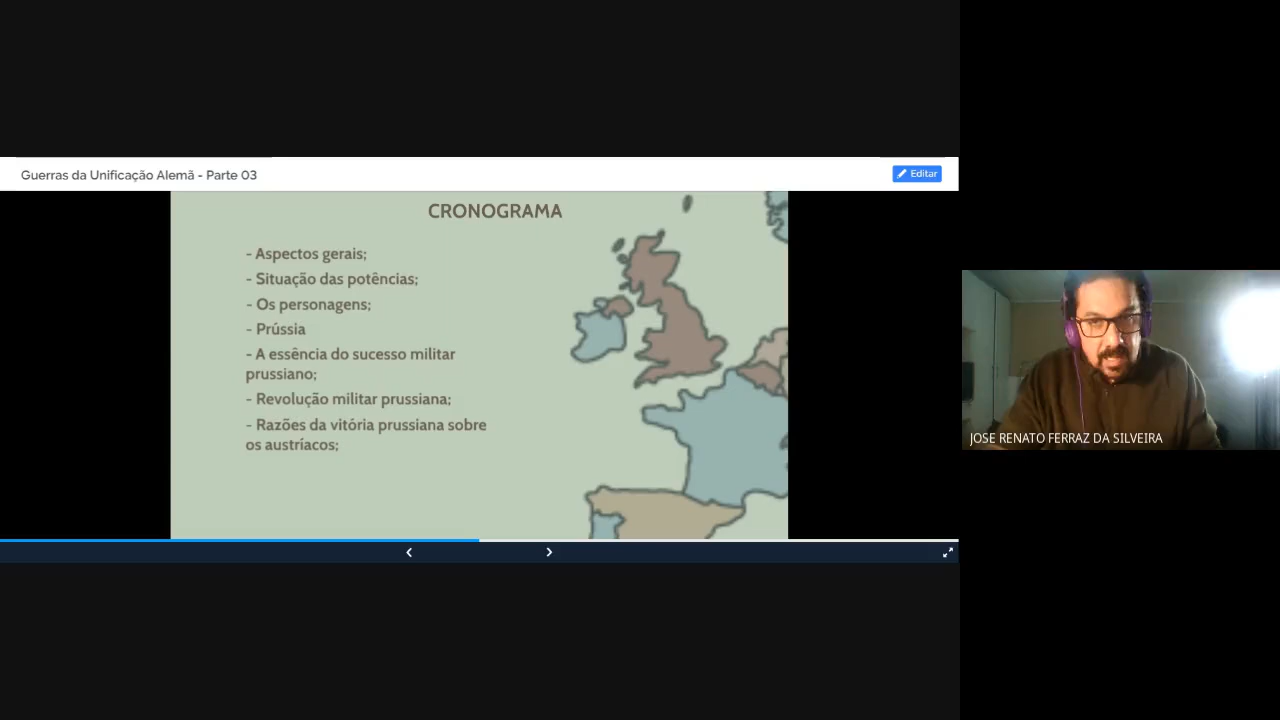 Guerras da Unificação Alemã - Parte 03
Editar
CRONOGRAMA
- Aspectos gerais;
- Situação das potências;
- Os personagens;
- Prússia
- A essência do sucesso militar
prussiano;
- Revolução militar prussiana;
- Razões da vitória prussiana sobre
os austríacos;
JOSE RENATO FERRAZ DA SILVEIRA